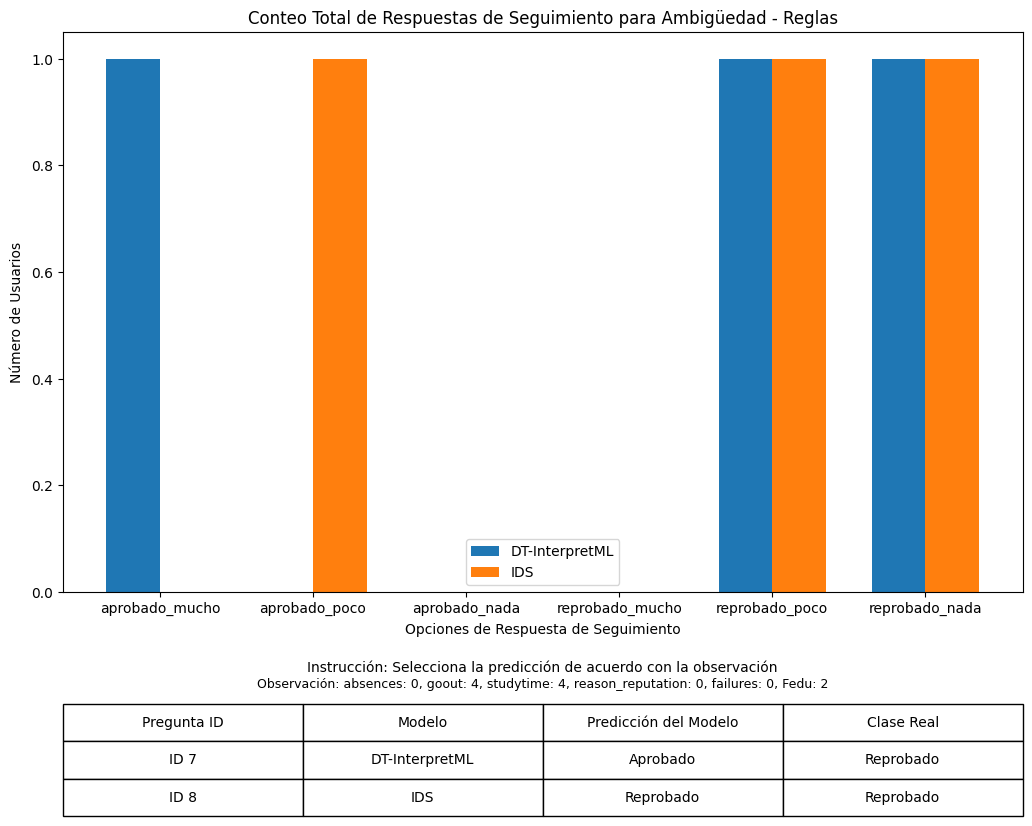 Conteo Total de Respuestas de Seguimiento para Ambigüedad - Reglas
1.0
0.8
0.6
0.4
0.2
0.0
Número de Usuarios
DT-InterpretML
IDS
aprobado_mucho aprobado_poco aprobado_nada reprobado_mucho reprobado_poco reprobado_nada
Opciones de Respuesta de Seguimiento
Instrucción: Selecciona la predicción de acuerdo con la observación
Observación: absences: 0, goout: 4, studytime: 4, reason_reputation: 0, failures: 0, Fedu: 2
Pregunta ID Modelo Predicción del Modelo Clase Real
ID 7 DT-InterpretML Aprobado Reprobado
ID 8 IDS Reprobado Reprobado